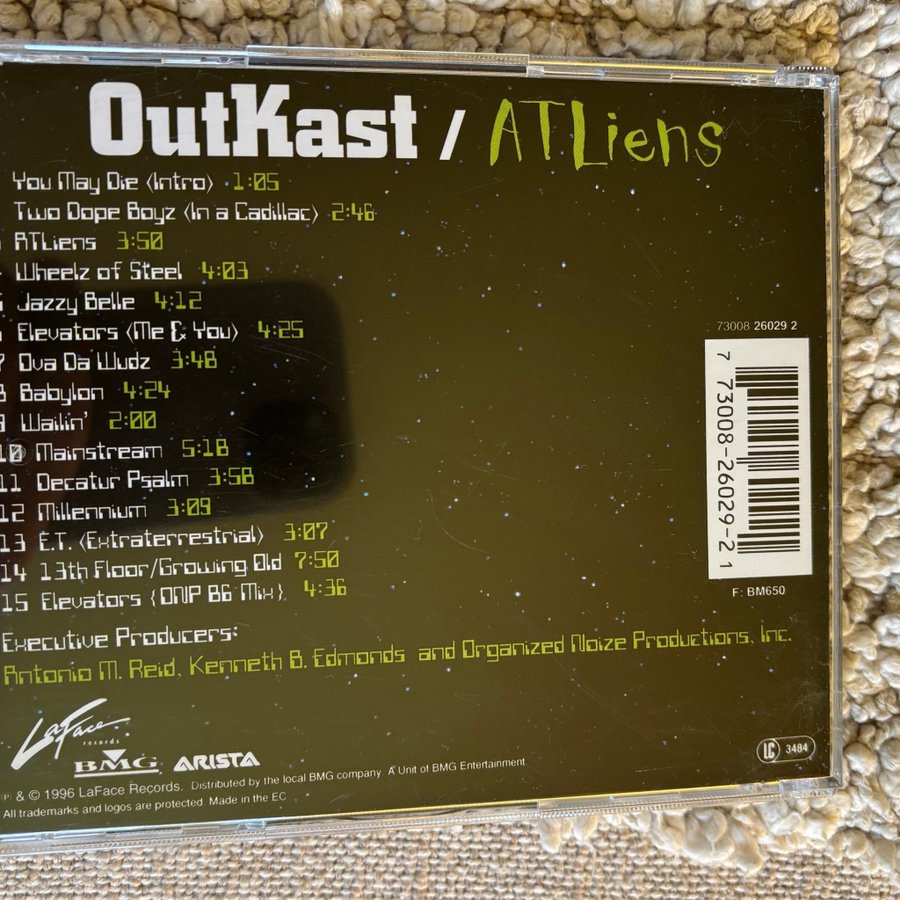 OutKast / ATLiens
You May Die (Intro) 1:05
Two Dope Boyz (In a Cadillac) 2:46
ATLiens 3:50
Wheelz of Steel 4:03
5 Jazzy Belle 4:12
Elevators (Me & You) 4:25
7 Ova Da Wudz 3:48
8 Babylon 4:24
9 Wailin' 2:00
10 Mainstream 5:18
11 Decatur Psalm 3:58
12 Millennium 3:09
13 E.T. (Extraterrestrial) 3:07
14 13th Floor/Growing Old 7:50
15 Elevators (ONP 86 Mix) 4:36
Executive Producers:
Antonio M. Reid, Kenneth B. Edmonds and Organized Noize Productions, Inc.
73008 26029 2
7 73008-26029-2 1
F: BM650
LaFace
records
BMG ARISTA
LC 3484
℗ & © 1996 LaFace Records. Distributed by the local BMG company. A Unit of BMG Entertainment
All trademarks and logos are protected. Made in the EC